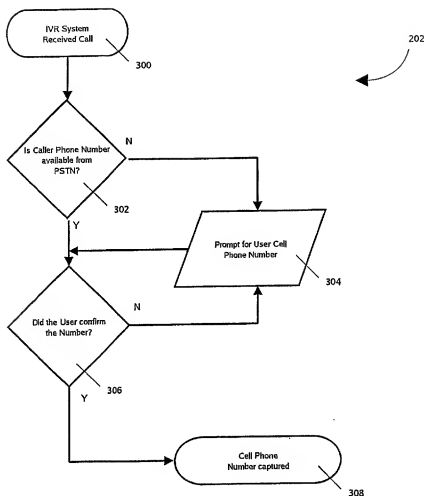 IVR System
Received Call
300
202
Is Caller Phone Number
available from
PSTN?
302
N
Y
Prompt for User Cell
Phone Number
304
Did the User confirm
the Number?
306
N
Y
Cell Phone
Number captured
308